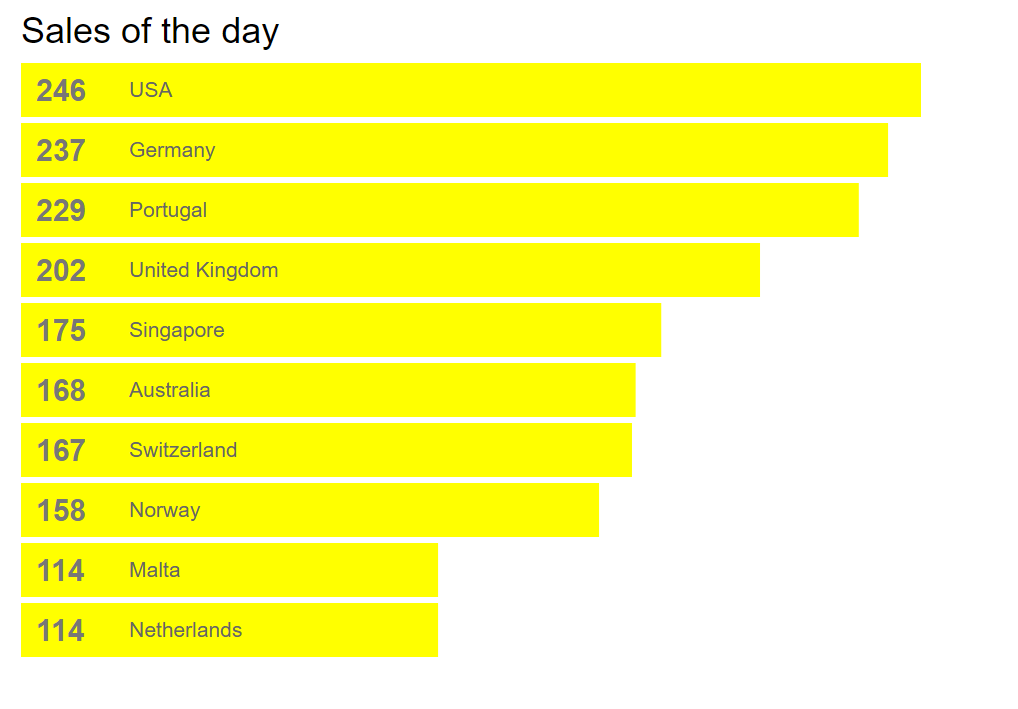 Sales of the day
246 USA
237 Germany
229 Portugal
202 United Kingdom
175 Singapore
168 Australia
167 Switzerland
158 Norway
114 Malta
114 Netherlands